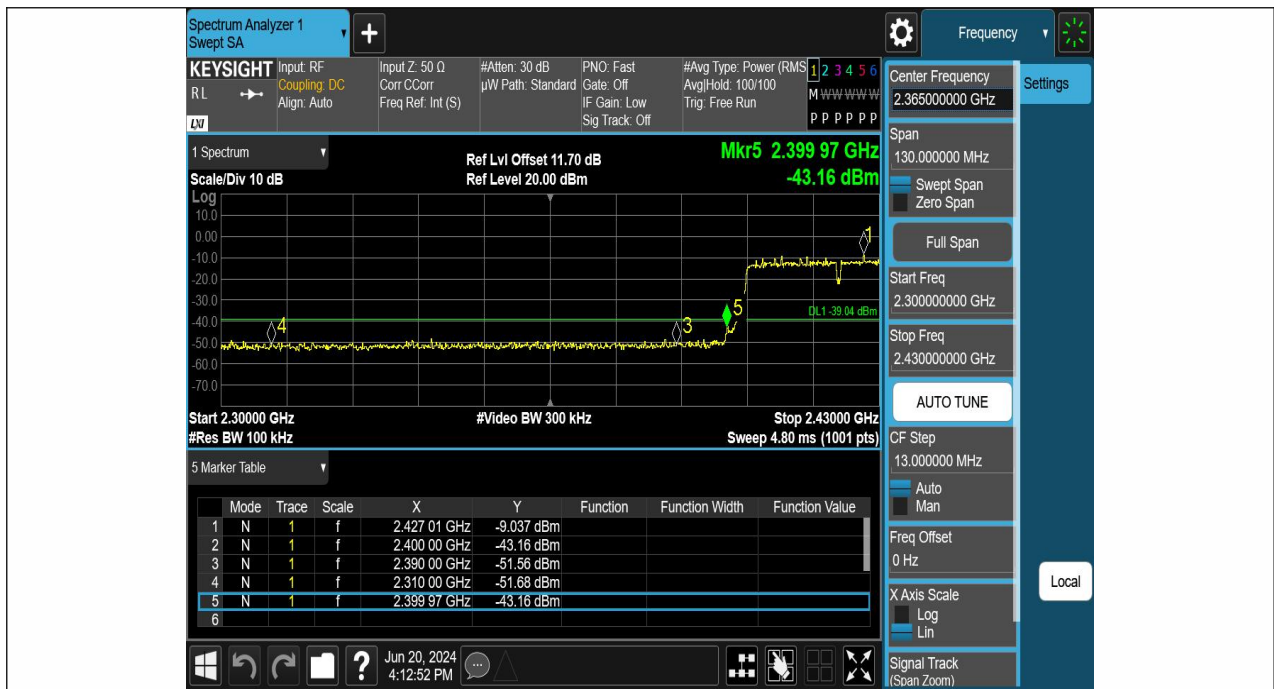 Spectrum Analyzer 1
Swept SA
+
Frequency
KEYSIGHT
RL
LXI
Input: RF
Coupling: DC
Align: Auto
Input Z: 50 Ω
Corr CCorr
Freq Ref: Int (S)
#Atten: 30 dB
µW Path: Standard
PNO: Fast
Gate: Off
IF Gain: Low
Sig Track: Off
#Avg Type: Power (RMS
Avg|Hold: 100/100
Trig: Free Run
1 2 3 4 5 6
M W W W W W
P P P P P P
1 Spectrum
Scale/Div 10 dB
Ref Lvl Offset 11.70 dB
Ref Level 20.00 dBm
Mkr5 2.399 97 GHz
-43.16 dBm
Log
10.0
0.00
-10.0
-20.0
-30.0
-40.0
-50.0
-60.0
-70.0
1
5
DL1 -39.04 dBm
4
3
Start 2.30000 GHz
#Video BW 300 kHz
Stop 2.43000 GHz
#Res BW 100 kHz
Sweep 4.80 ms (1001 pts)
5 Marker Table
Mode Trace Scale X Y Function Function Width Function Value
1 N 1 f 2.427 01 GHz -9.037 dBm
2 N 1 f 2.400 00 GHz -43.16 dBm
3 N 1 f 2.390 00 GHz -51.56 dBm
4 N 1 f 2.310 00 GHz -51.68 dBm
5 N 1 f 2.399 97 GHz -43.16 dBm
6
?
Jun 20, 2024
4:12:52 PM
Center Frequency
2.365000000 GHz
Settings
Span
130.000000 MHz
Swept Span
Zero Span
Full Span
Start Freq
2.300000000 GHz
Stop Freq
2.430000000 GHz
AUTO TUNE
CF Step
13.000000 MHz
Auto
Man
Freq Offset
0 Hz
X Axis Scale
Log
Lin
Local
Signal Track
(Span Zoom)